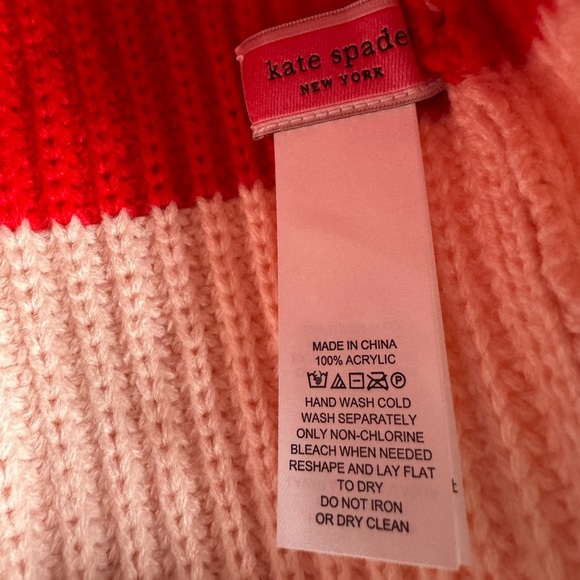 kate spade
NEW YORK
MADE IN CHINA
100% ACRYLIC
HAND WASH COLD
WASH SEPARATELY
ONLY NON-CHLORINE
BLEACH WHEN NEEDED
RESHAPE AND LAY FLAT
TO DRY
DO NOT IRON
OR DRY CLEAN